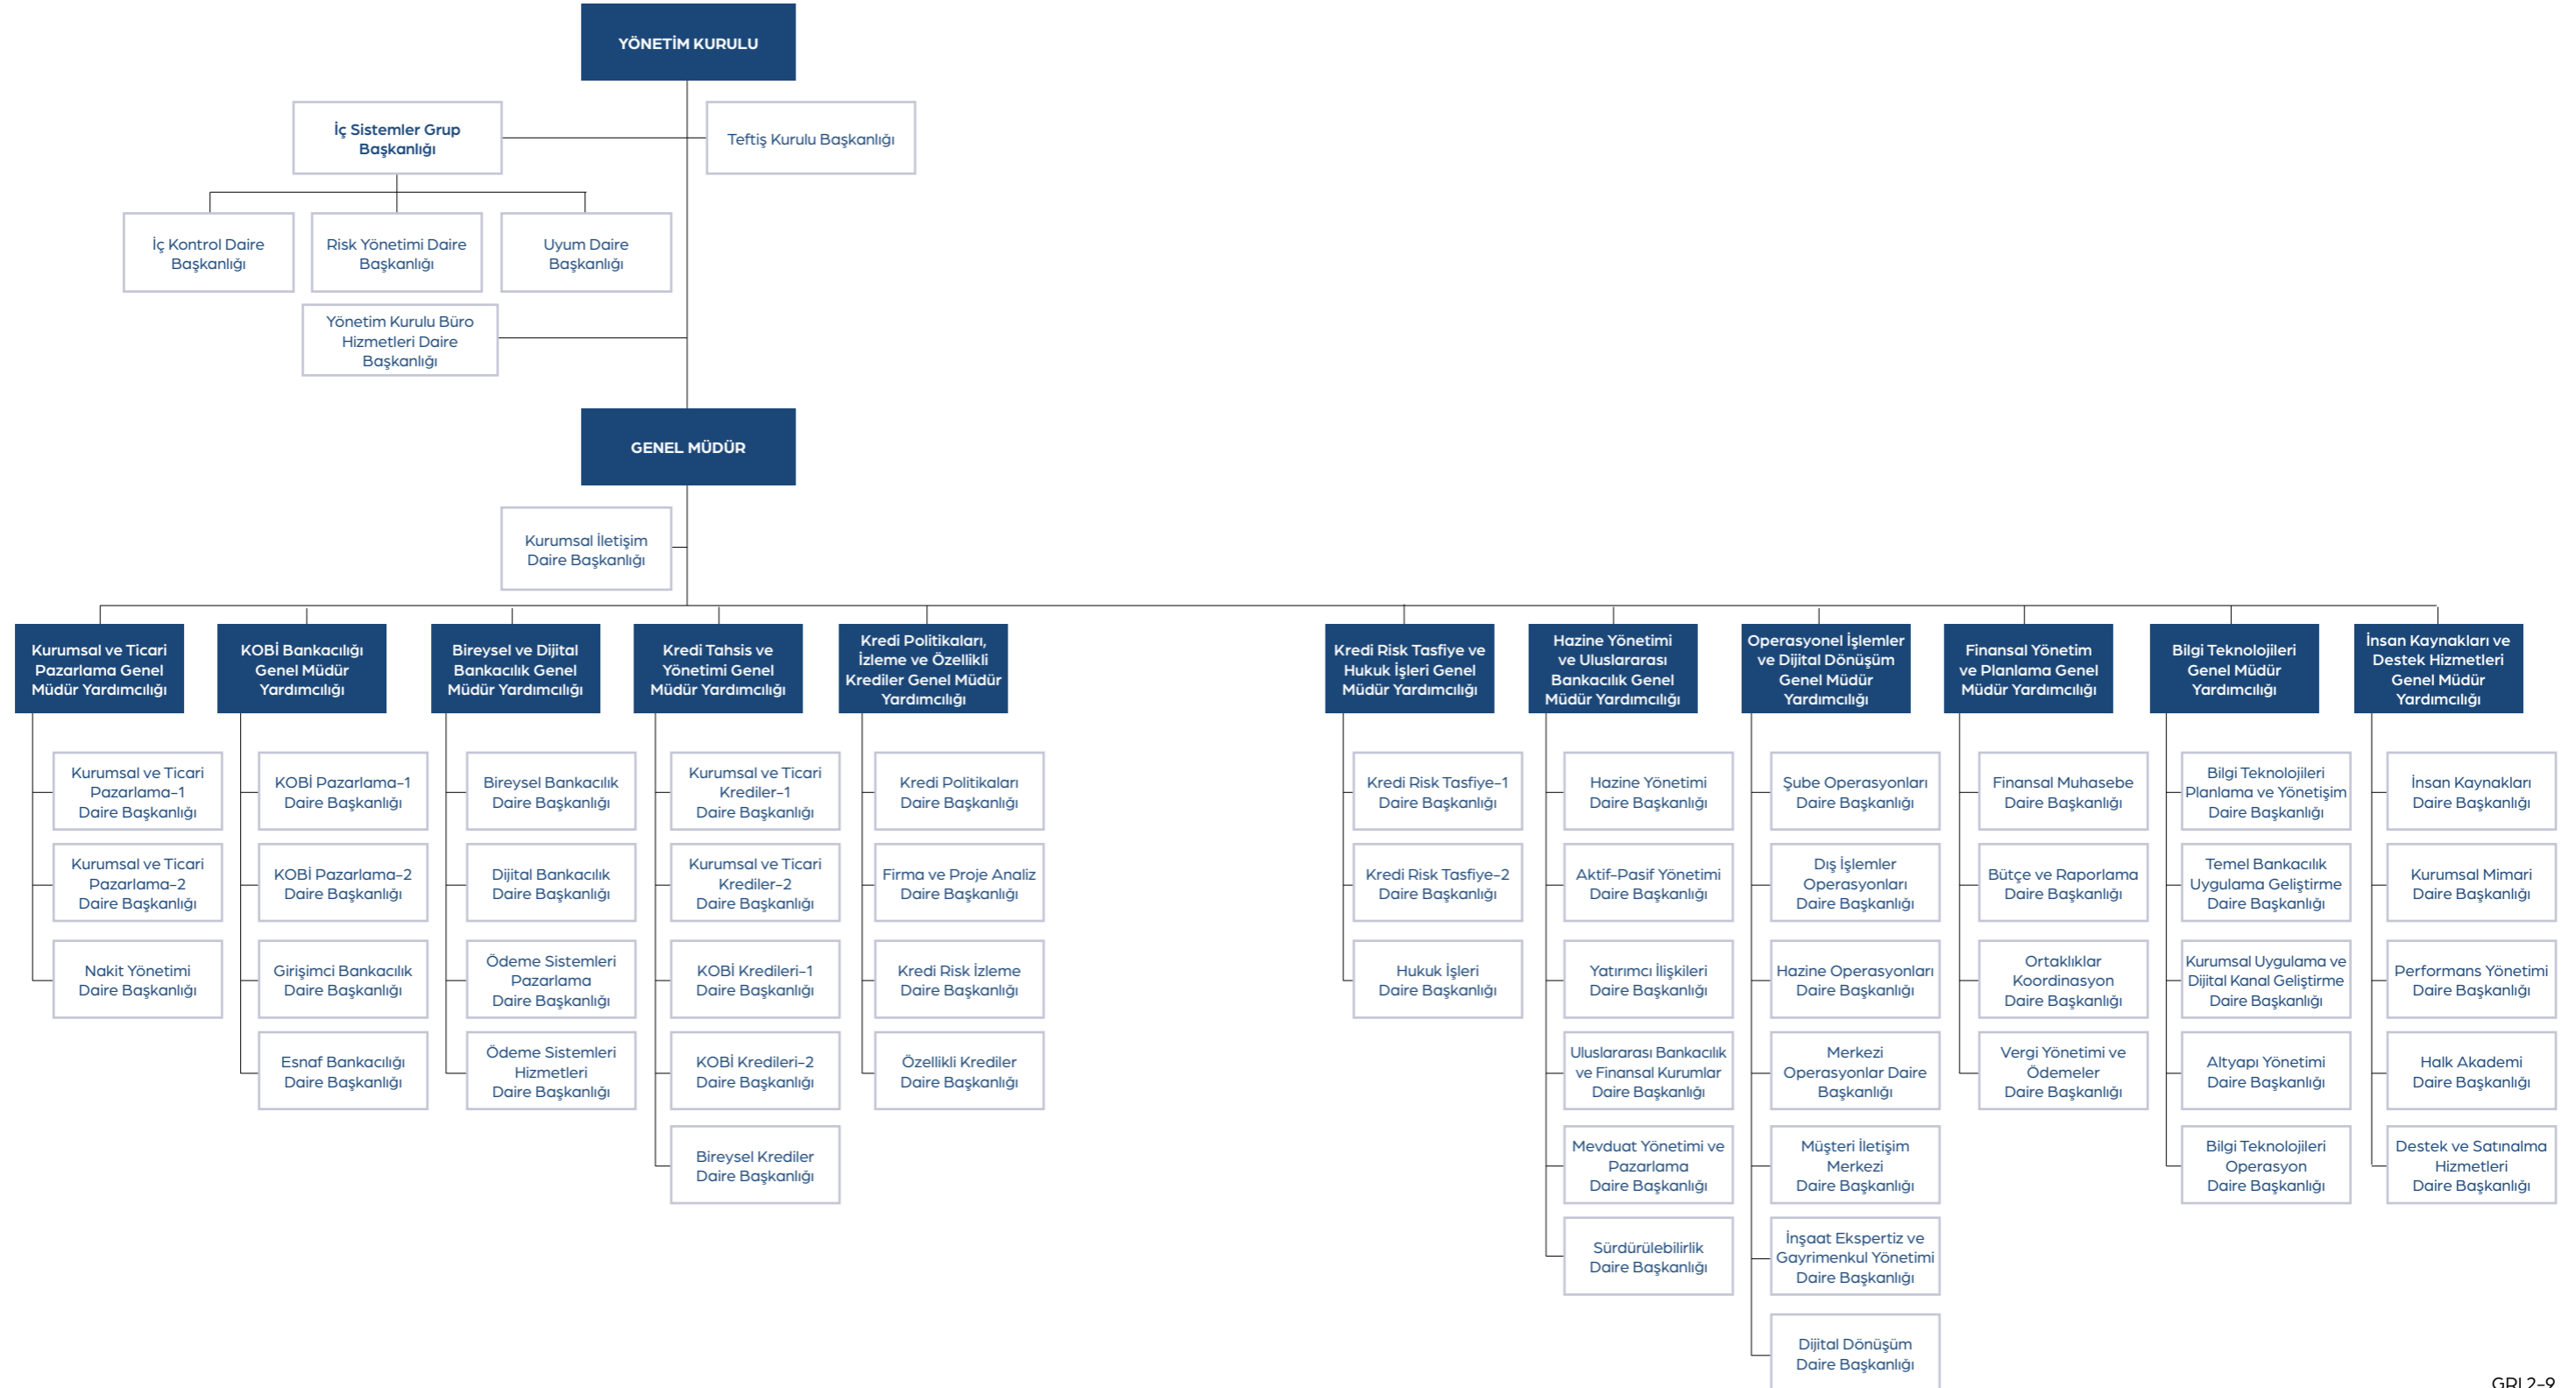 YÖNETİM KURULU
İç Sistemler Grup
Başkanlığı
Teftiş Kurulu Başkanlığı
İç Kontrol Daire
Başkanlığı
Risk Yönetimi Daire
Başkanlığı
Uyum Daire
Başkanlığı
Yönetim Kurulu Büro
Hizmetleri Daire
Başkanlığı
GENEL MÜDÜR
Kurumsal İletişim
Daire Başkanlığı
Kurumsal ve Ticari
Pazarlama Genel
Müdür Yardımcılığı
Kurumsal ve Ticari
Pazarlama-1
Daire Başkanlığı
Kurumsal ve Ticari
Pazarlama-2
Daire Başkanlığı
Nakit Yönetimi
Daire Başkanlığı
KOBİ Bankacılığı
Genel Müdür
Yardımcılığı
KOBİ Pazarlama-1
Daire Başkanlığı
KOBİ Pazarlama-2
Daire Başkanlığı
Girişimci Bankacılık
Daire Başkanlığı
Esnaf Bankacılığı
Daire Başkanlığı
Bireysel ve Dijital
Bankacılık Genel
Müdür Yardımcılığı
Bireysel Bankacılık
Daire Başkanlığı
Dijital Bankacılık
Daire Başkanlığı
Ödeme Sistemleri
Pazarlama
Daire Başkanlığı
Ödeme Sistemleri
Hizmetleri
Daire Başkanlığı
Kredi Tahsis ve
Yönetimi Genel
Müdür Yardımcılığı
Kurumsal ve Ticari
Krediler-1
Daire Başkanlığı
Kurumsal ve Ticari
Krediler-2
Daire Başkanlığı
KOBİ Kredileri-1
Daire Başkanlığı
KOBİ Kredileri-2
Daire Başkanlığı
Bireysel Krediler
Daire Başkanlığı
Kredi Politikaları,
İzleme ve Özellikli
Krediler Genel Müdür
Yardımcılığı
Kredi Politikaları
Daire Başkanlığı
Firma ve Proje Analiz
Daire Başkanlığı
Kredi Risk İzleme
Daire Başkanlığı
Özellikli Krediler
Daire Başkanlığı
Kredi Risk Tasfiye ve
Hukuk İşleri Genel
Müdür Yardımcılığı
Kredi Risk Tasfiye-1
Daire Başkanlığı
Kredi Risk Tasfiye-2
Daire Başkanlığı
Hukuk İşleri
Daire Başkanlığı
Hazine Yönetimi
ve Uluslararası
Bankacılık Genel
Müdür Yardımcılığı
Hazine Yönetimi
Daire Başkanlığı
Aktif-Pasif Yönetimi
Daire Başkanlığı
Yatırımcı İlişkileri
Daire Başkanlığı
Uluslararası Bankacılık
ve Finansal Kurumlar
Daire Başkanlığı
Mevduat Yönetimi ve
Pazarlama
Daire Başkanlığı
Sürdürülebilirlik
Daire Başkanlığı
Operasyonel İşlemler
ve Dijital Dönüşüm
Genel Müdür
Yardımcılığı
Şube Operasyonları
Daire Başkanlığı
Dış İşlemler
Operasyonları
Daire Başkanlığı
Hazine Operasyonları
Daire Başkanlığı
Merkezi
Operasyonlar Daire
Başkanlığı
Müşteri İletişim
Merkezi
Daire Başkanlığı
İnşaat Ekspertiz ve
Gayrimenkul Yönetimi
Daire Başkanlığı
Dijital Dönüşüm
Daire Başkanlığı
Finansal Yönetim
ve Planlama Genel
Müdür Yardımcılığı
Finansal Muhasebe
Daire Başkanlığı
Bütçe ve Raporlama
Daire Başkanlığı
Ortaklıklar
Koordinasyon
Daire Başkanlığı
Vergi Yönetimi ve
Ödemeler
Daire Başkanlığı
Bilgi Teknolojileri
Genel Müdür
Yardımcılığı
Bilgi Teknolojileri
Planlama ve Yönetişim
Daire Başkanlığı
Temel Bankacılık
Uygulama Geliştirme
Daire Başkanlığı
Kurumsal Uygulama ve
Dijital Kanal Geliştirme
Daire Başkanlığı
Altyapı Yönetimi
Daire Başkanlığı
Bilgi Teknolojileri
Operasyon
Daire Başkanlığı
İnsan Kaynakları ve
Destek Hizmetleri
Genel Müdür
Yardımcılığı
İnsan Kaynakları
Daire Başkanlığı
Kurumsal Mimari
Daire Başkanlığı
Performans Yönetimi
Daire Başkanlığı
Halk Akademi
Daire Başkanlığı
Destek ve Satınalma
Hizmetleri
Daire Başkanlığı
GRI 2-9